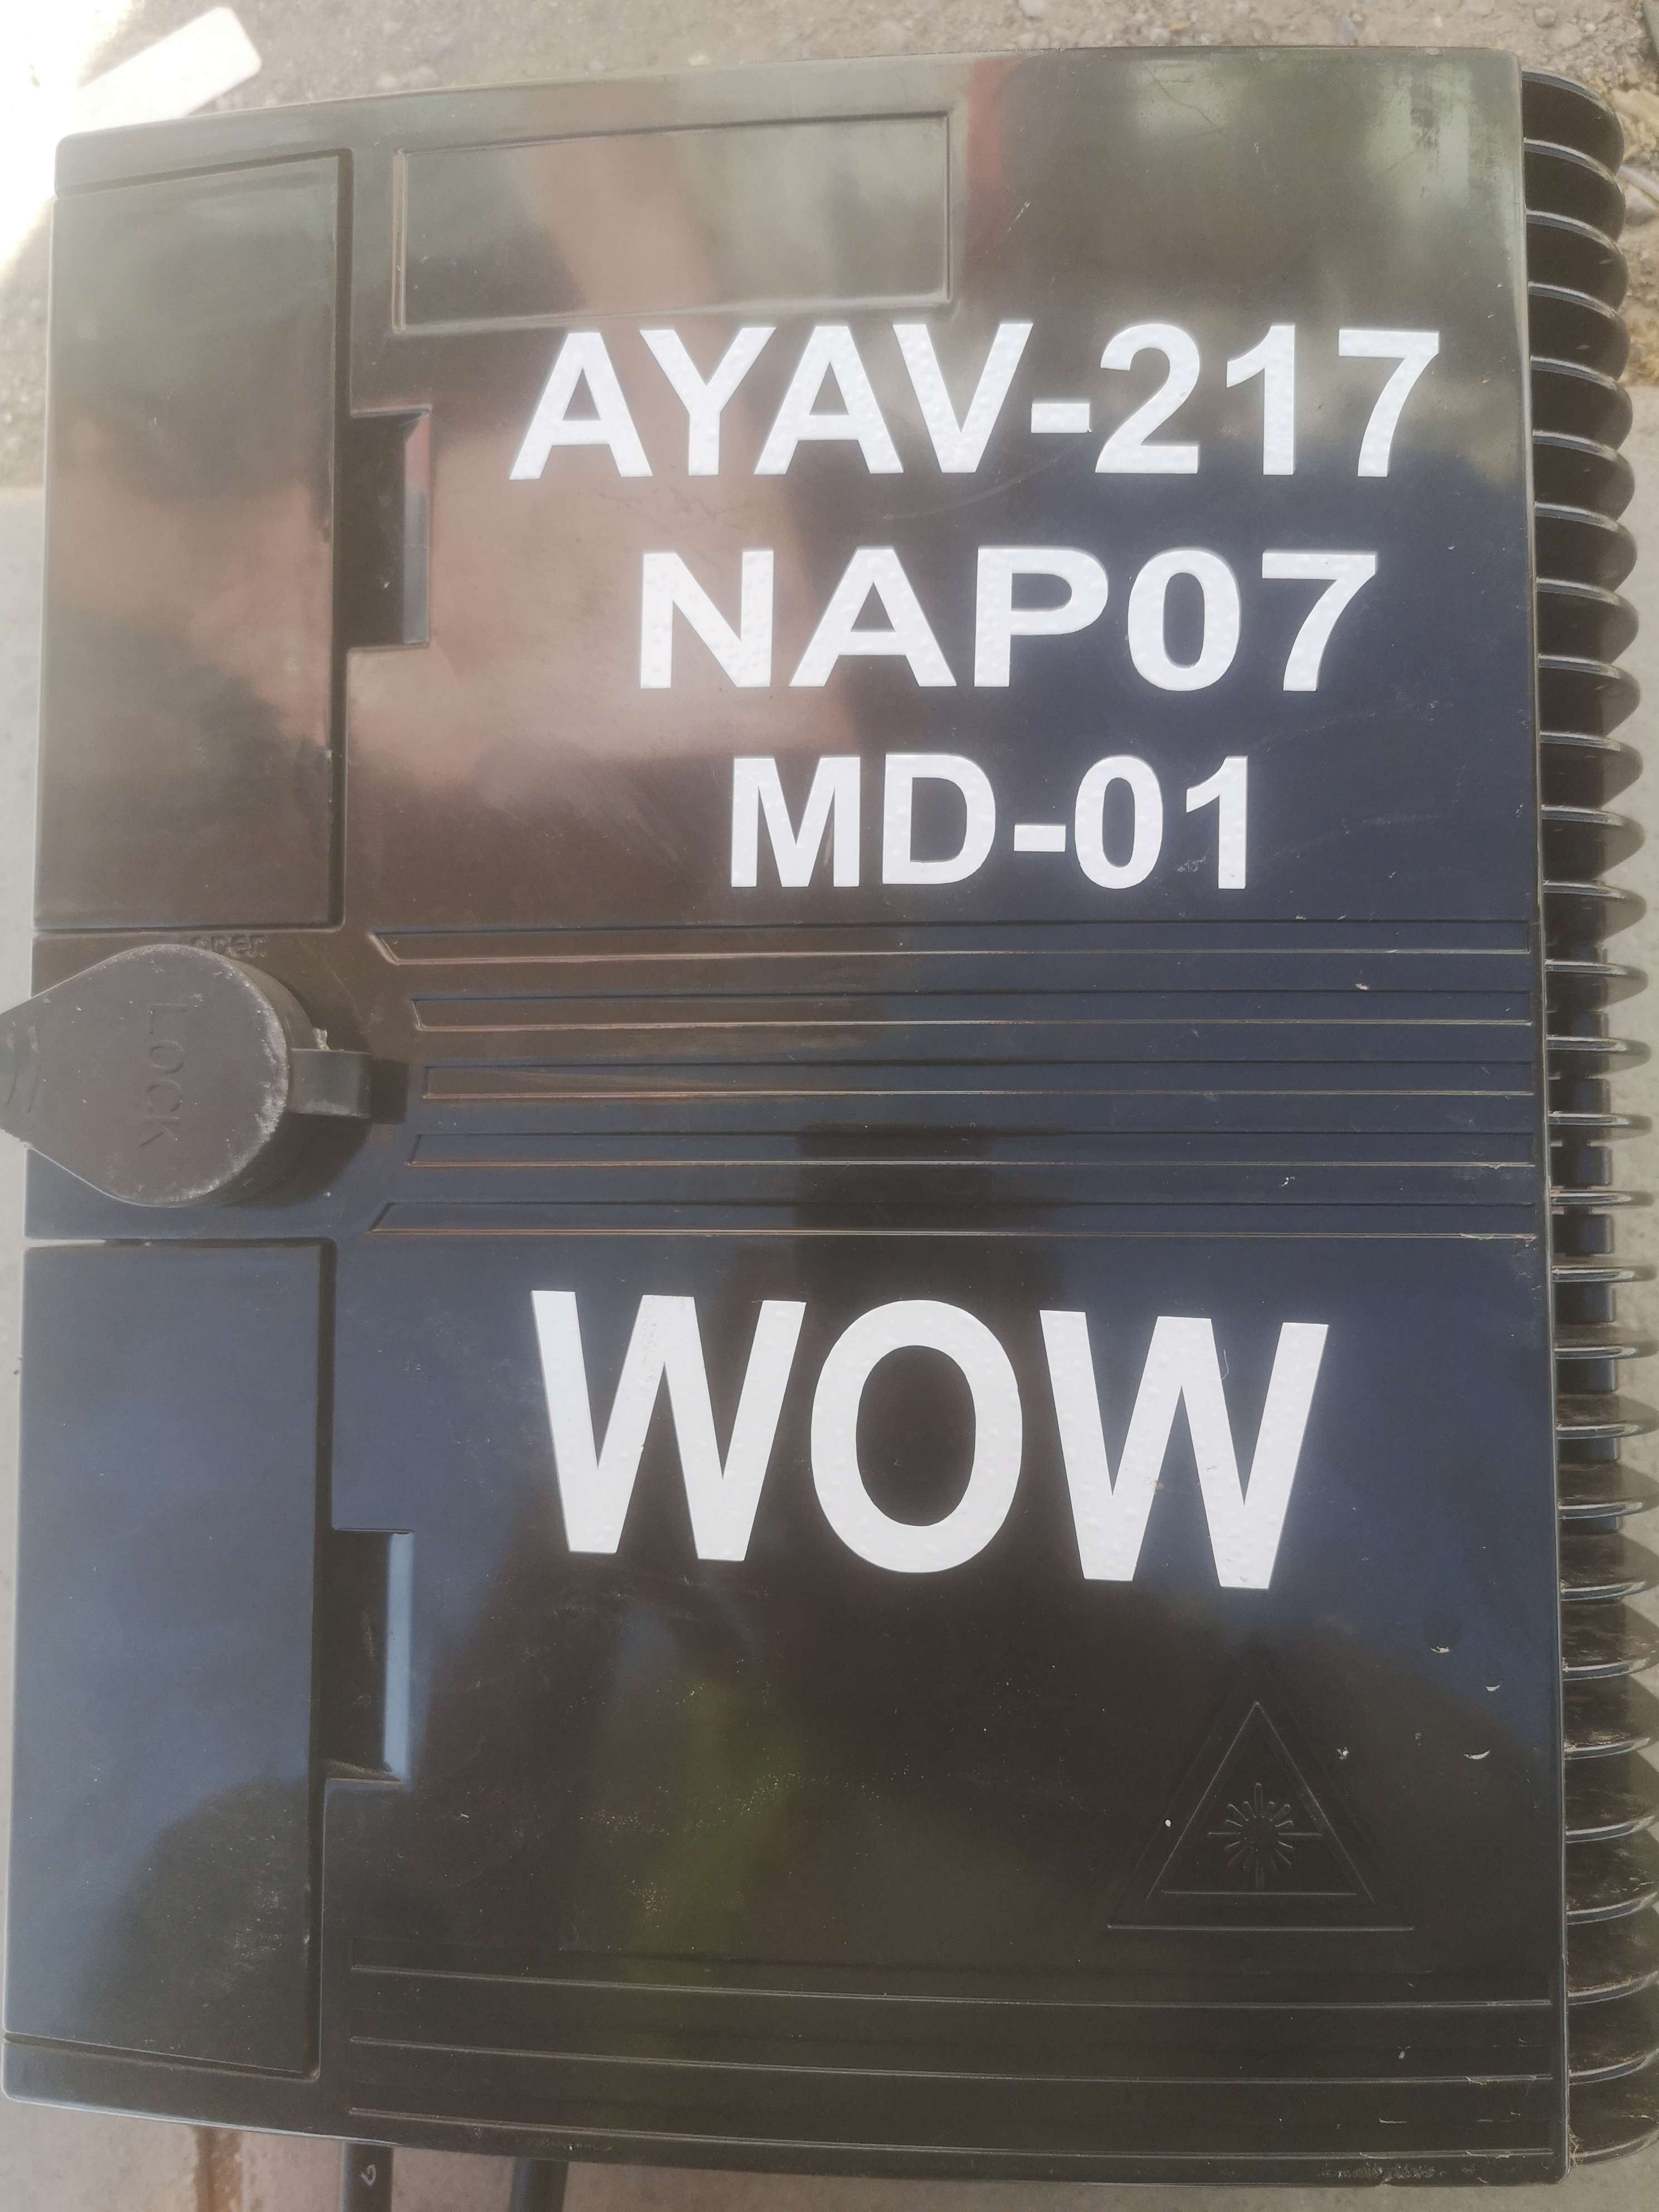 AYAV-217
NAP07
MD-01
LOCK
WOW